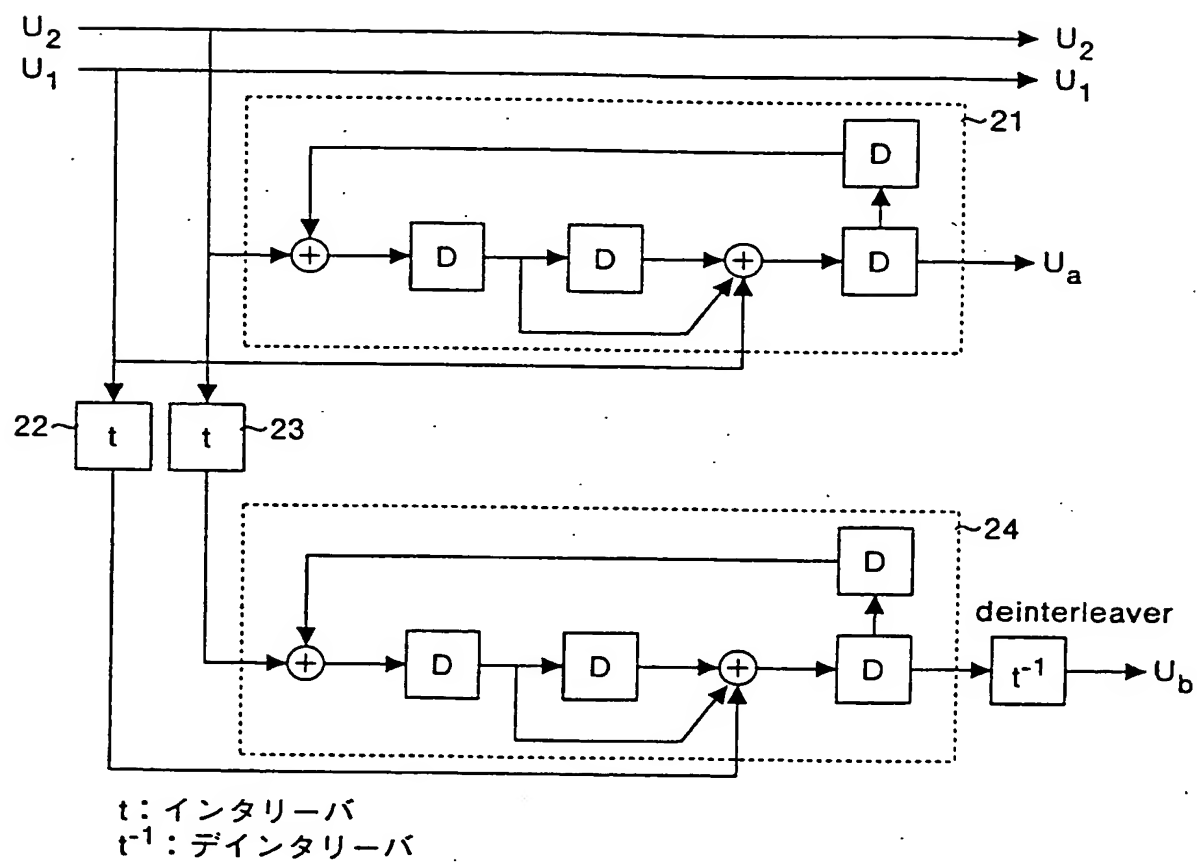 U2 U2
U1 U1
21
D
+ D D + D Ua
22 t t 23
24
D
deinterleaver
+ D D + D t-1 Ub
t：インタリーバ
t-1：デインタリーバ